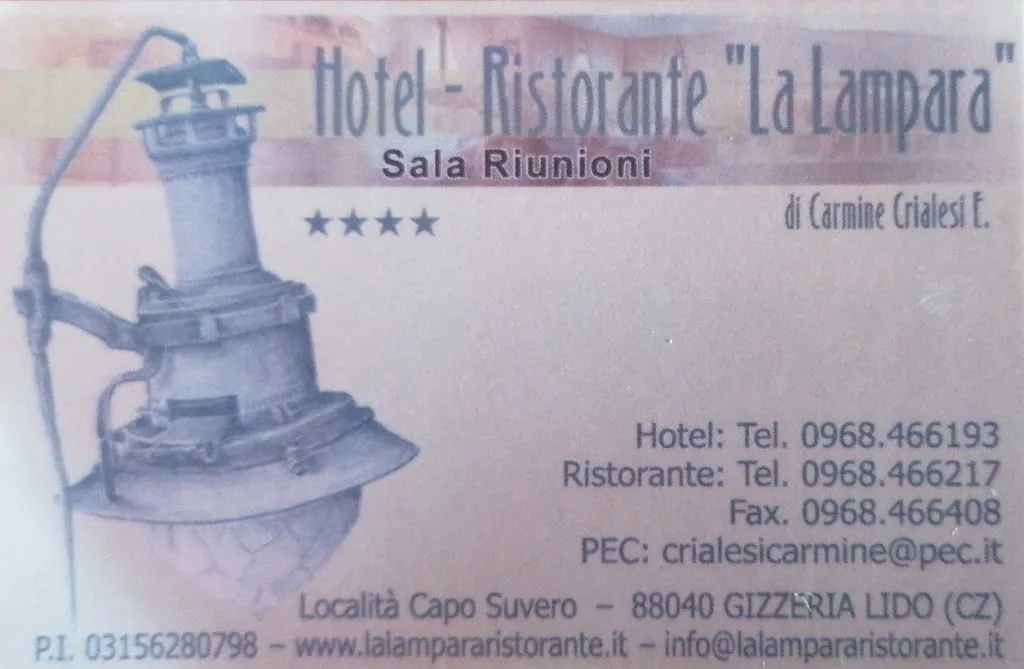 Hotel - Ristorante "La Lampara"
Sala Riunioni
di Carmine Crialesi E.
Hotel: Tel. 0968.466193
Ristorante: Tel. 0968.466217
Fax. 0968.466408
PEC: crialesicarmine@pec.it
Località Capo Suvero – 88040 GIZZERIA LIDO (CZ)
P.I. 03156280798 – www.lalampararistorante.it – info@lalampararistorante.it